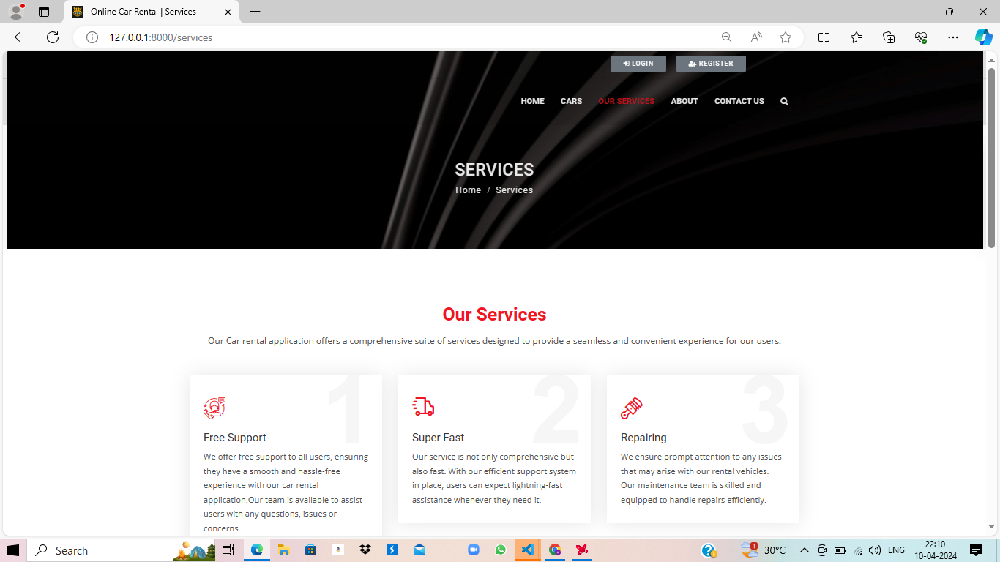 Online Car Rental | Services
127.0.0.1:8000/services
LOGIN
REGISTER
HOME
CARS
OUR SERVICES
ABOUT
CONTACT US
SERVICES
Home / Services
Our Services
Our Car rental application offers a comprehensive suite of services designed to provide a seamless and convenient experience for our users.
1
Free Support
We offer free support to all users, ensuring
they have a smooth and hassle-free
experience with our car rental
application.Our team is available to assist
users with any questions, issues or
concerns
2
Super Fast
Our service is not only comprehensive but
also fast. With our efficient support system
in place, users can expect lightning-fast
assistance whenever they need it.
3
Repairing
We ensure prompt attention to any issues
that may arise with our rental vehicles.
Our maintenance team is skilled and
equipped to handle repairs efficiently.
Search
a
1
30°C
ENG
22:10
10-04-2024